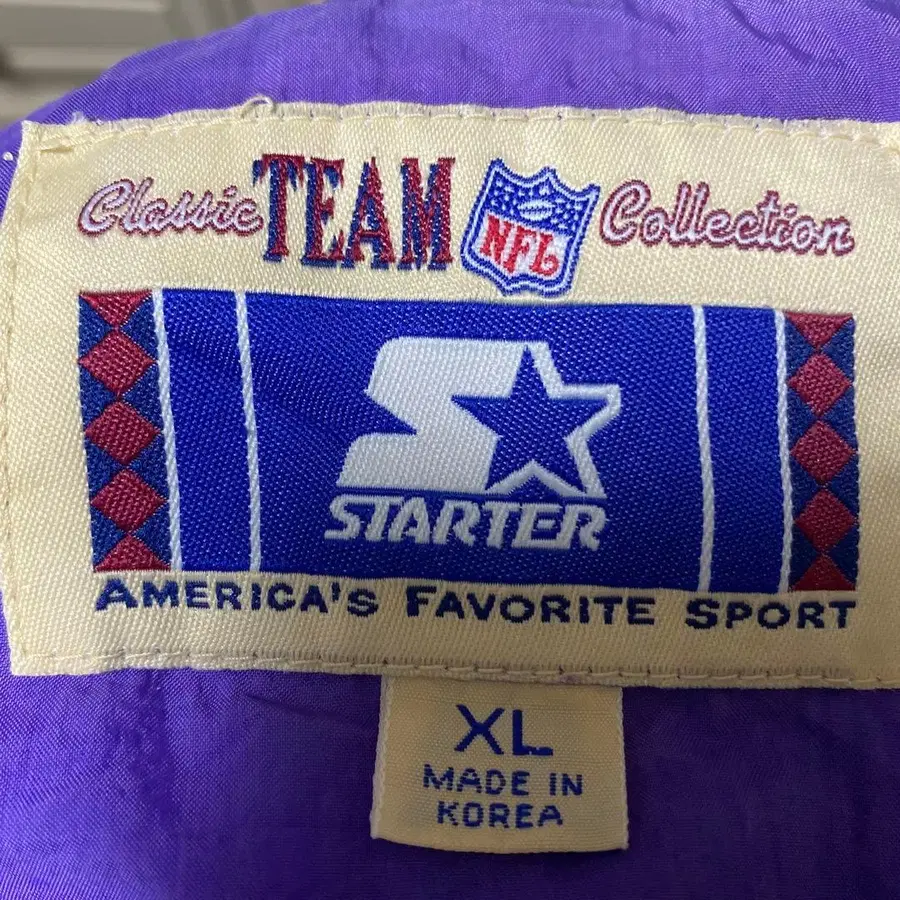 Classic TEAM NFL Collection
STARTER
AMERICA'S FAVORITE SPORT
XL
MADE IN
KOREA